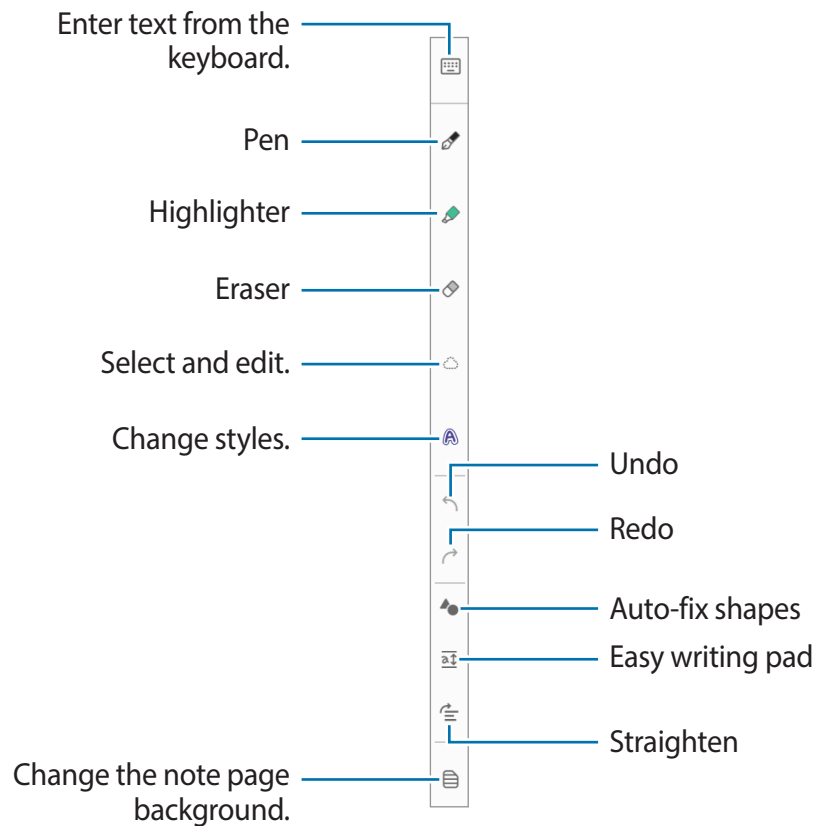 Enter text from the
keyboard.
Pen
Highlighter
Eraser
Select and edit.
Change styles.
Undo
Redo
Auto-fix shapes
Easy writing pad
Straighten
Change the note page
background.